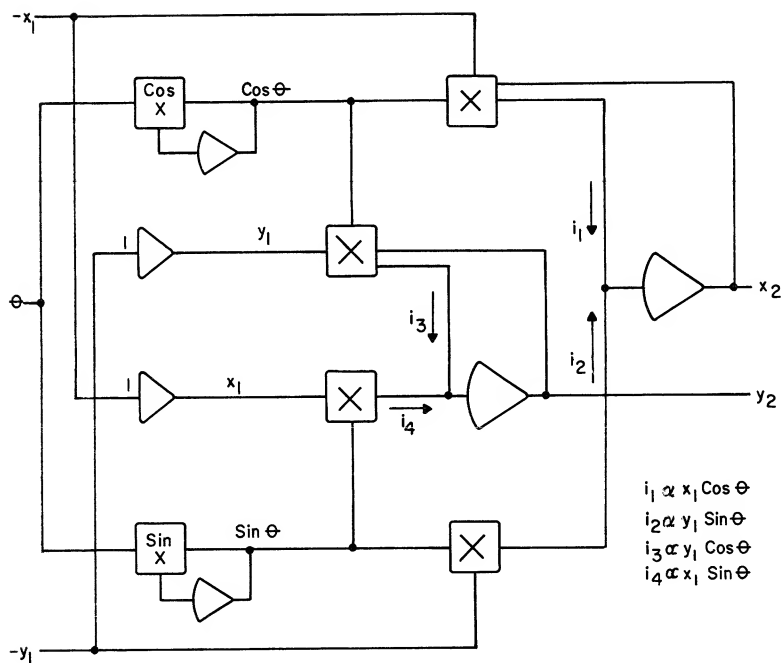 -x₁
Cos
X
Cos θ
×
i₁
1
y₁
×
θ
x₂
i₃
i₂
1
x₁
×
y₂
i₄
i₁ ∝ x₁ Cos θ
i₂ ∝ y₁ Sin θ
i₃ ∝ y₁ Cos θ
i₄ ∝ x₁ Sin θ
Sin
X
Sin θ
×
-y₁